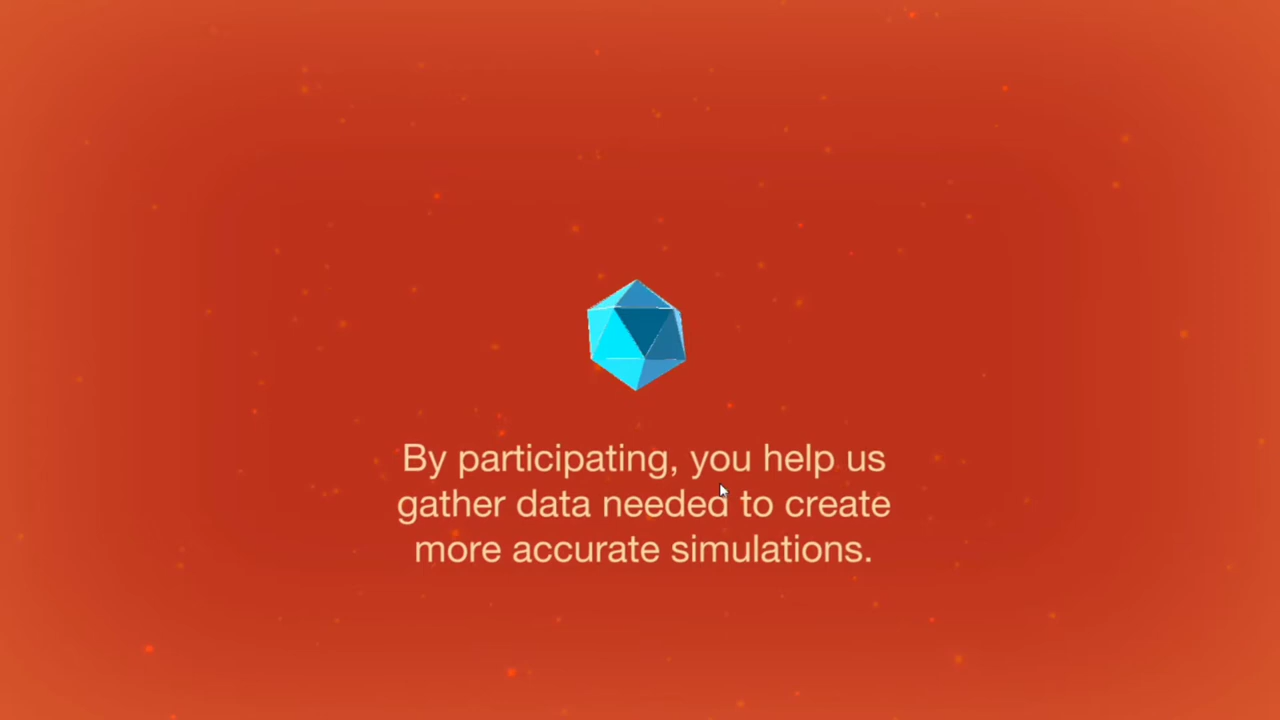 By participating, you help us
gather data needed to create
more accurate simulations.